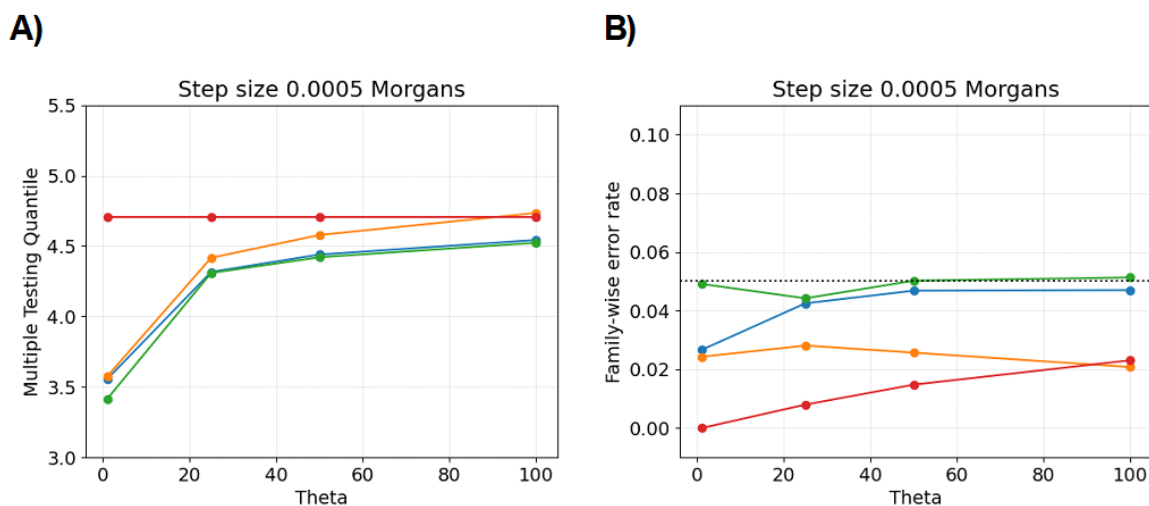 A)
Step size 0.0005 Morgans
5.5
5.0
4.5
4.0
3.5
3.0
Multiple Testing Quantile
0 20 40 60 80 100
Theta
B)
Step size 0.0005 Morgans
0.10
0.08
0.06
0.04
0.02
0.00
Family-wise error rate
0 20 40 60 80 100
Theta